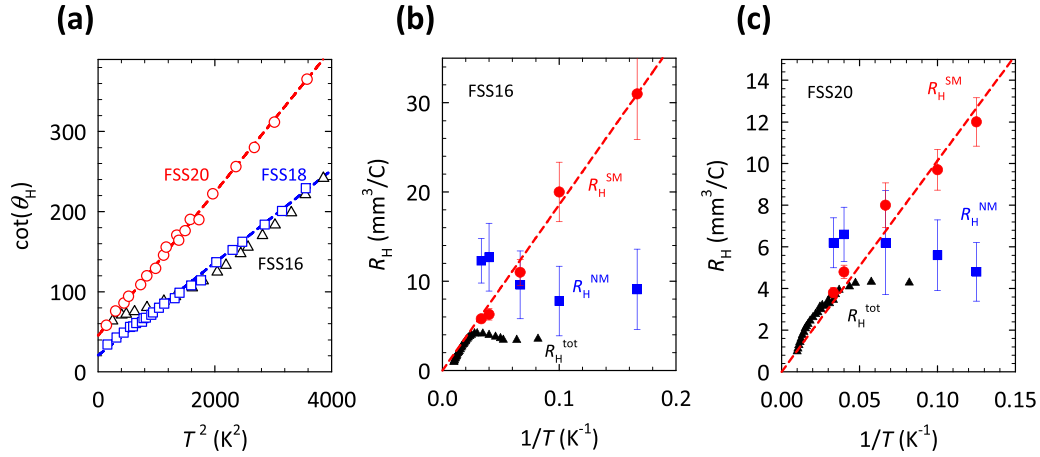 (a)
cot(θH)
300
200
100
0
0
2000
4000
T 2 (K2)
FSS20
FSS18
FSS16
(b)
RH (mm3/C)
30
20
10
0
0.0
0.1
0.2
1/T (K-1)
FSS16
RHSM
RHNM
RHtot
(c)
RH (mm3/C)
14
12
10
8
6
4
2
0
0.00
0.05
0.10
0.15
1/T (K-1)
FSS20
RHSM
RHNM
RHtot